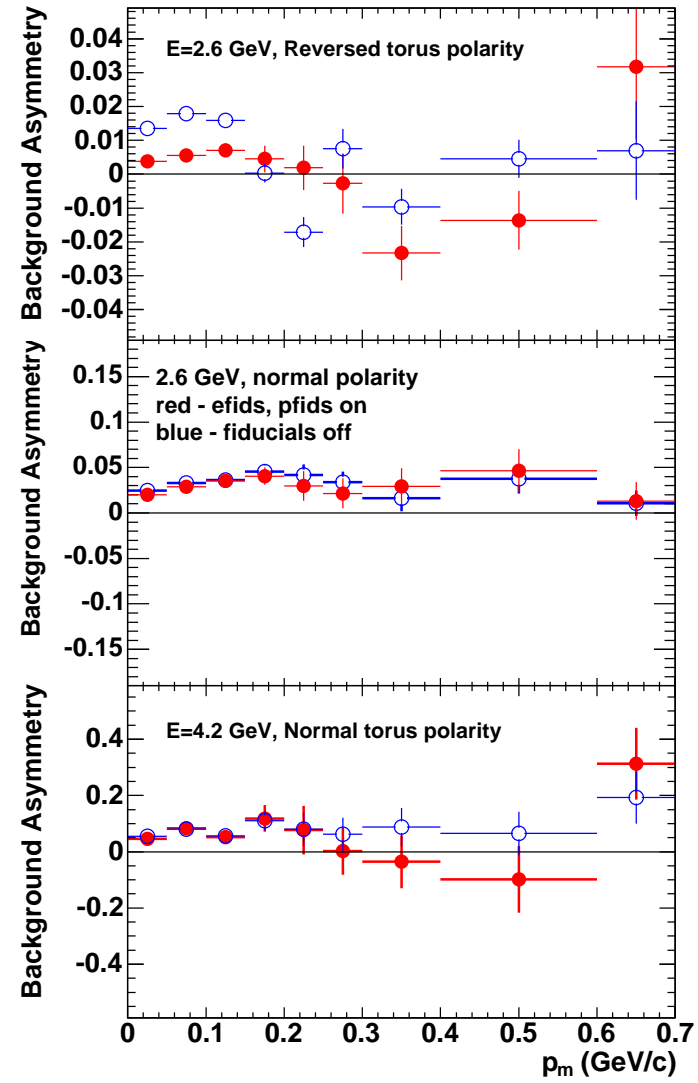 Background Asymmetry
E=2.6 GeV, Reversed torus polarity
0.04
0.03
0.02
0.01
0
-0.01
-0.02
-0.03
-0.04
Background Asymmetry
2.6 GeV, normal polarity
red - efids, pfids on
blue - fiducials off
0.15
0.1
0.05
0
-0.05
-0.1
-0.15
Background Asymmetry
E=4.2 GeV, Normal torus polarity
0.4
0.2
0
-0.2
-0.4
0 0.1 0.2 0.3 0.4 0.5 0.6 0.7
pm (GeV/c)